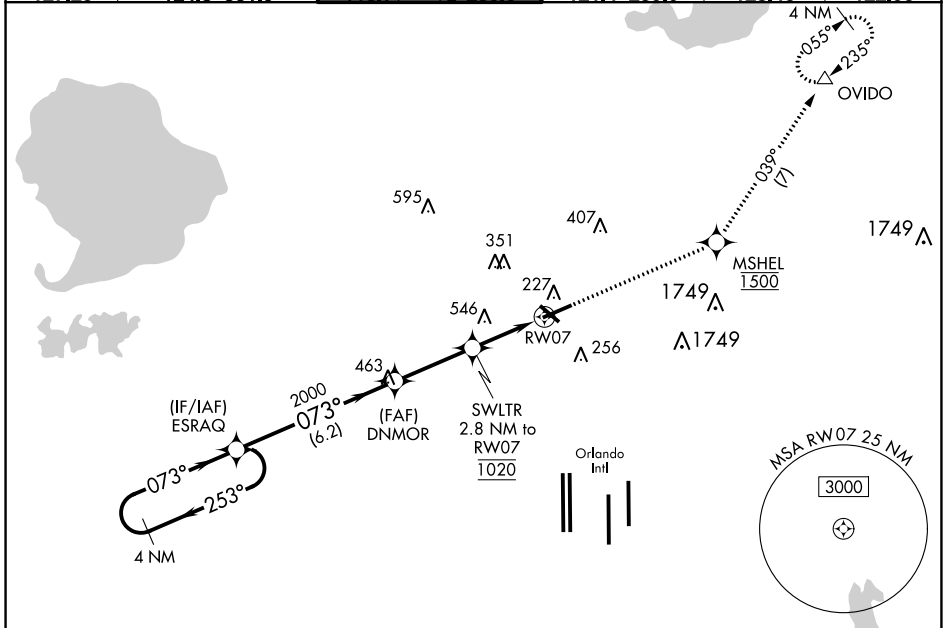 4 NM
055°
235°
OVIDO
039°
(7)
595
407
1749
351
MSHEL
1500
227
1749
546
RW07
256
1749
463
2000
073°
(6.2)
(FAF)
DNMOR
SWLTR
2.8 NM to
RW07
1020
(IF/IAF)
ESRAQ
073°
253°
4 NM
Orlando
Intl
MSA RW07 25 NM
3000